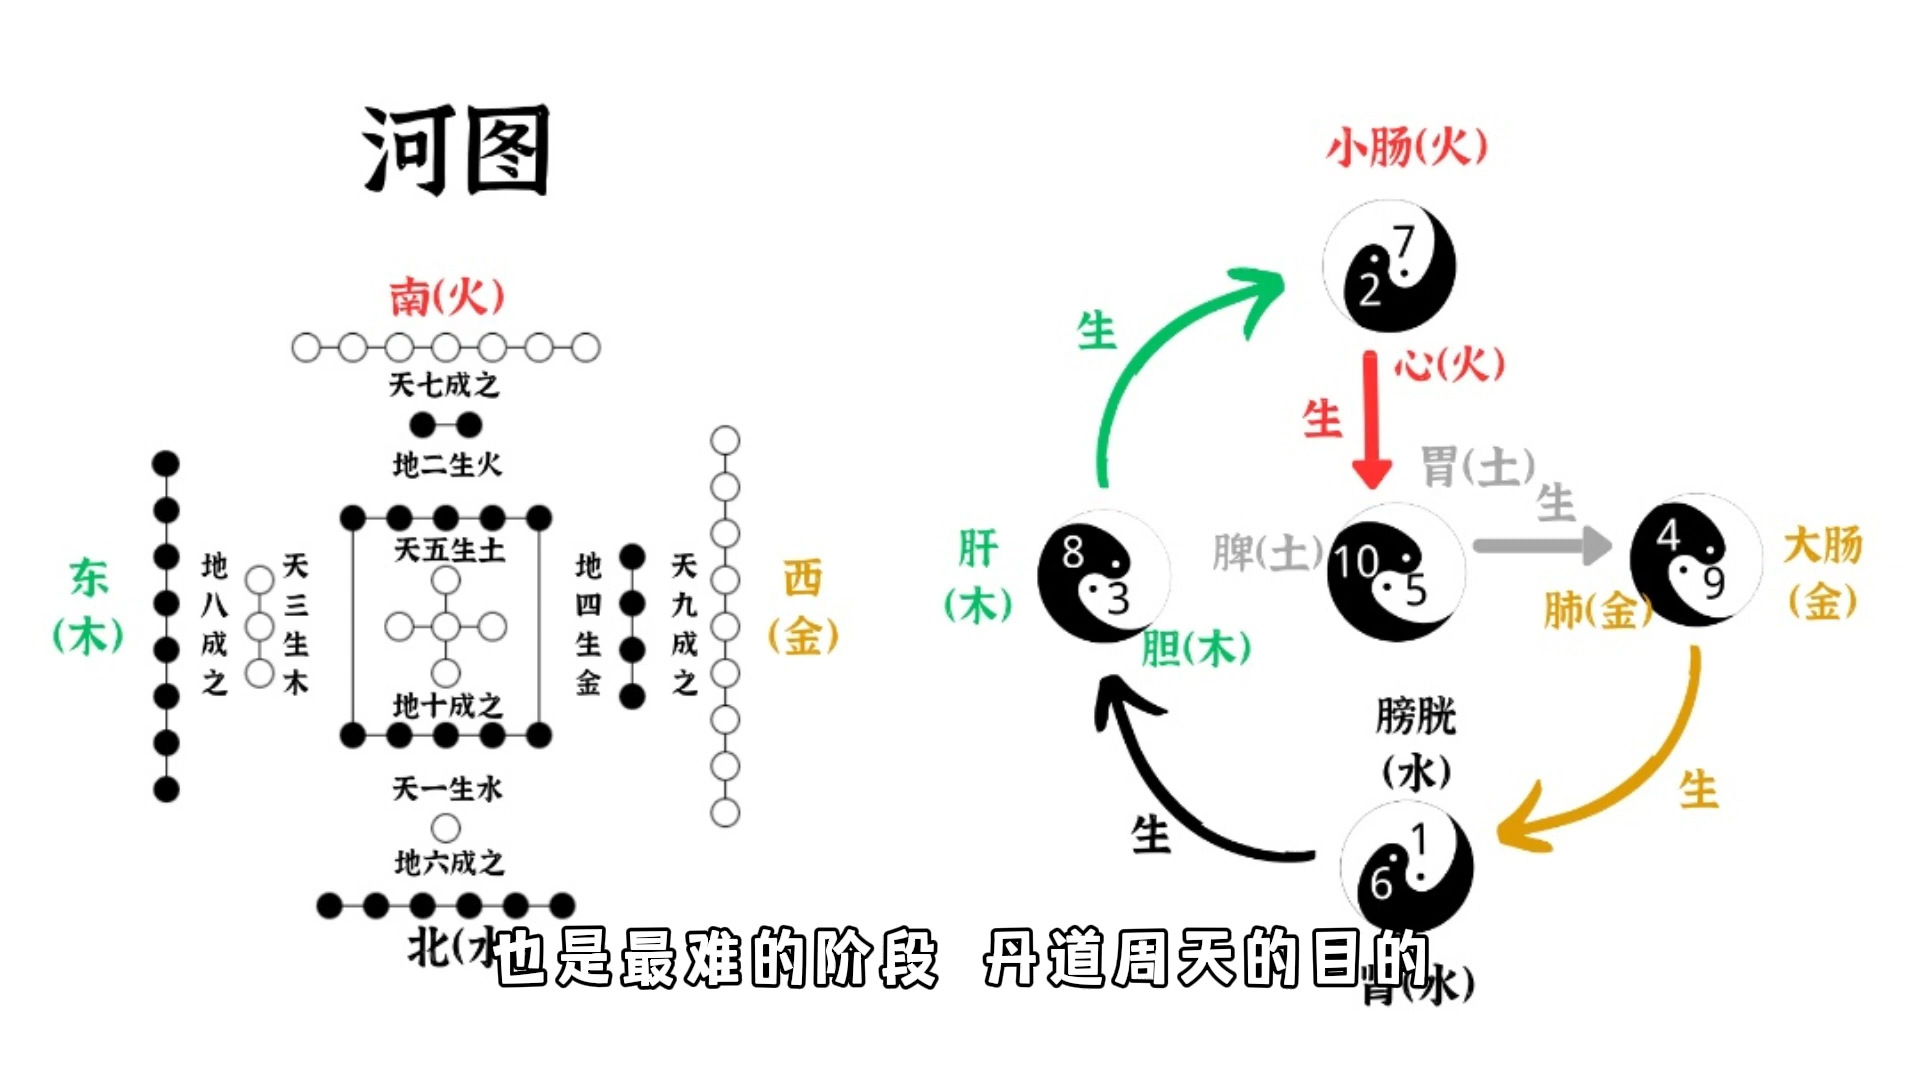 河图
南(火)
天七成之
地二生火
东
(木)
地八成之
天三生木
天五生土
地十成之
地四生金
天九成之
西
(金)
天一生水
地六成之
北(水
小肠(火)
7
2
心(火)
生
生
胃(土)
生
肝
(木)
8
3
胆(木)
脾(土)
10
5
4
9
肺(金)
大肠
(金)
膀胱
(水)
生
生
1
6
肾(水)
也是最难的阶段 丹道周天的目的